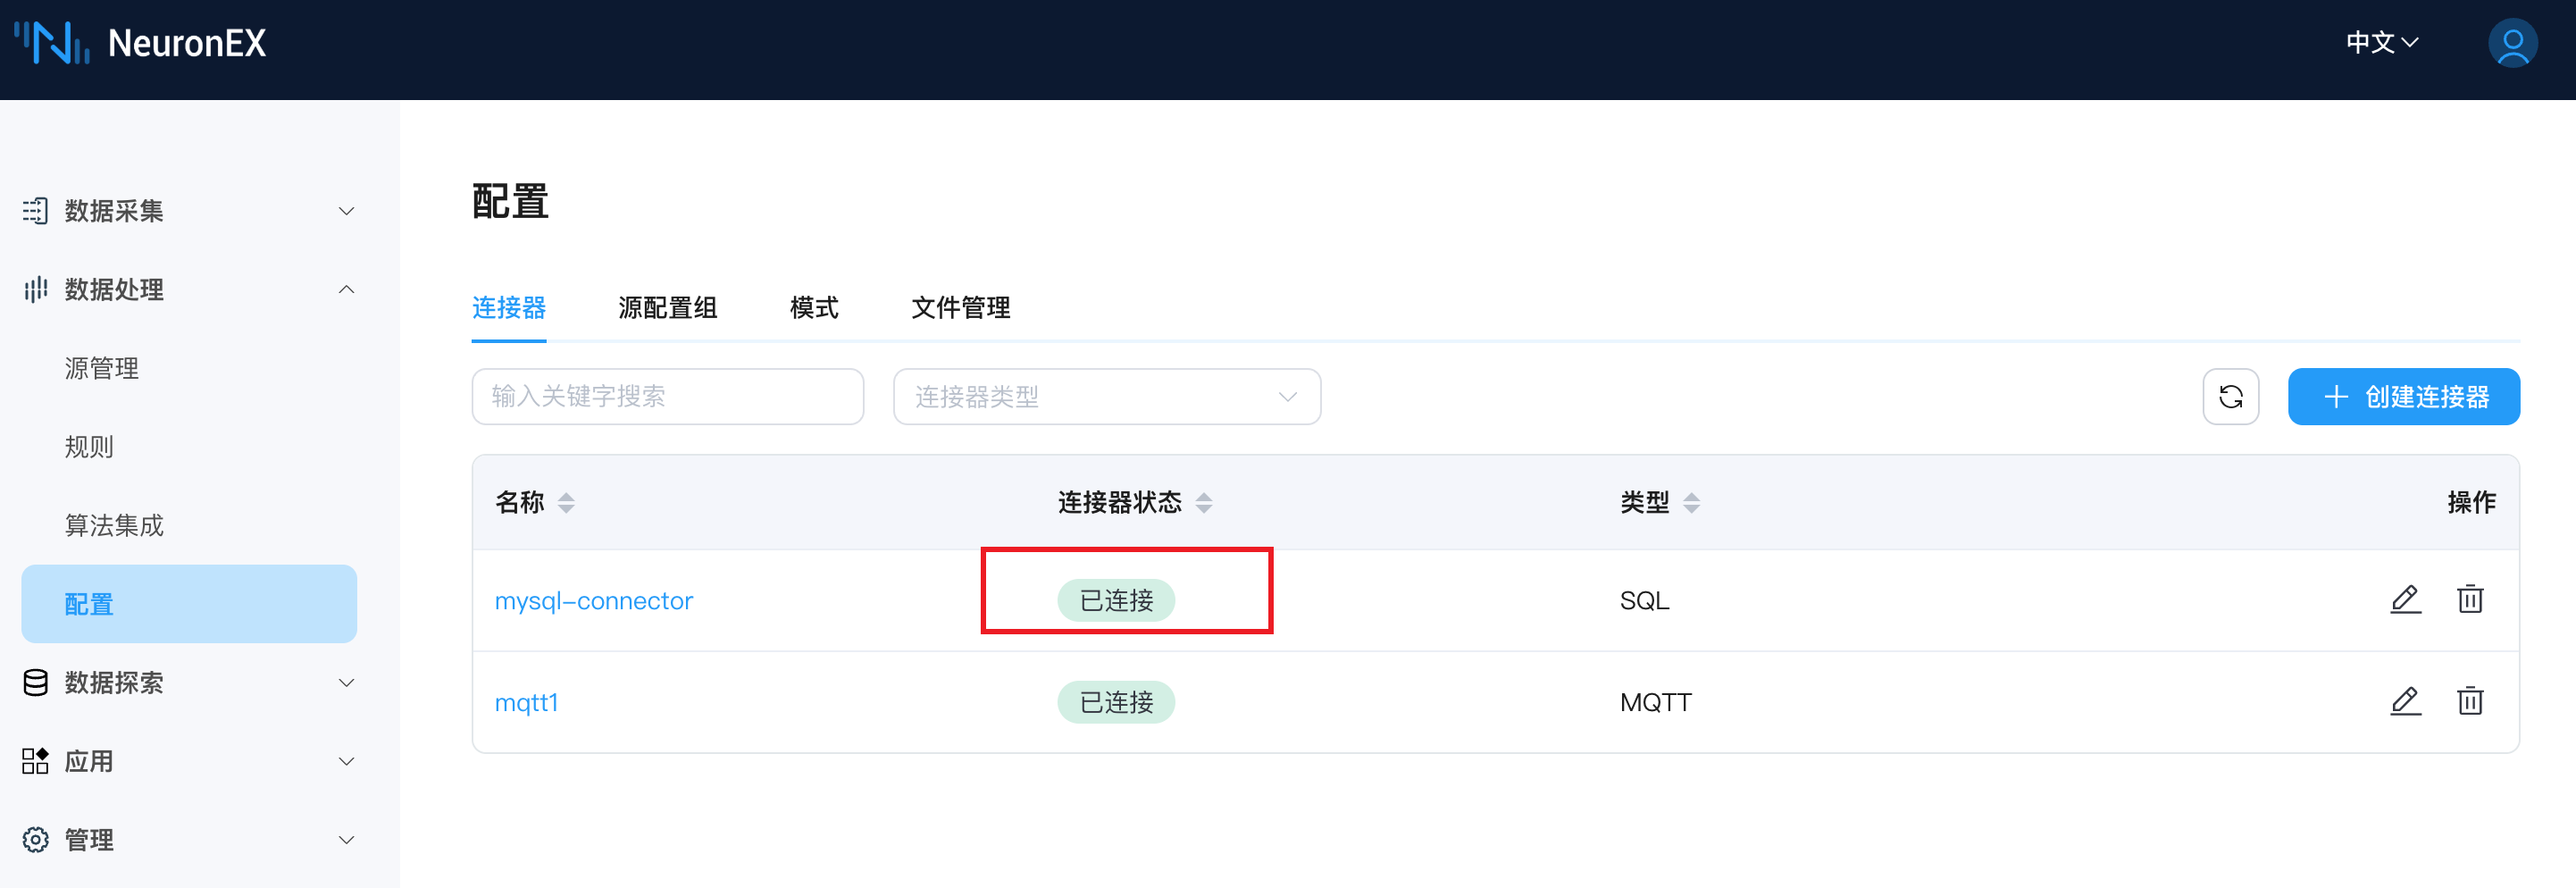 NeuronEX
中文
数据采集
数据处理
源管理
规则
算法集成
配置
数据探索
应用
管理
配置
连接器 源配置组 模式 文件管理
输入关键字搜索 连接器类型 创建连接器
名称 连接器状态 类型 操作
mysql-connector 已连接 SQL
mqtt1 已连接 MQTT